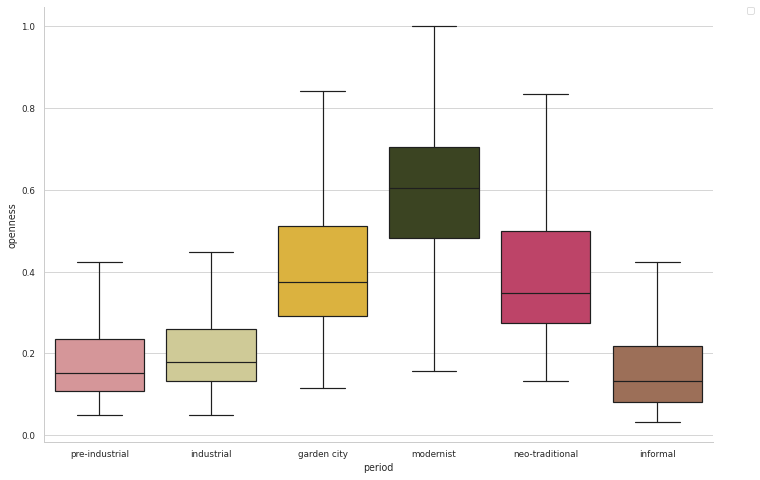 1.0
0.8
0.6
0.4
0.2
0.0
openness
pre-industrial
industrial
garden city
modernist
neo-traditional
informal
period